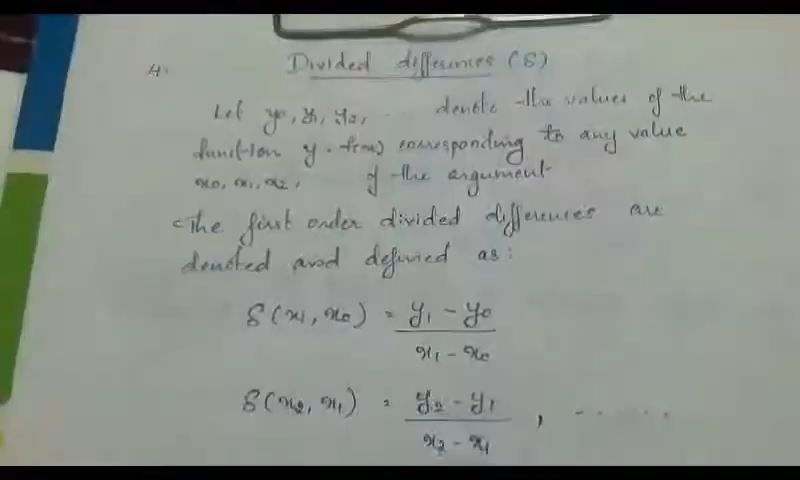 4. Divided differences (δ)
Let y₀, y₁, y₂, . . denote the values of the
function y = f(x) corresponding to any value
x₀, x₁, x₂, of the argument
The first order divided differences are
denoted and defined as:
δ(x₁, x₀) = y₁ - y₀ / x₁ - x₀
δ(x₂, x₁) = y₂ - y₁ / x₂ - x₁ , . . . . . .